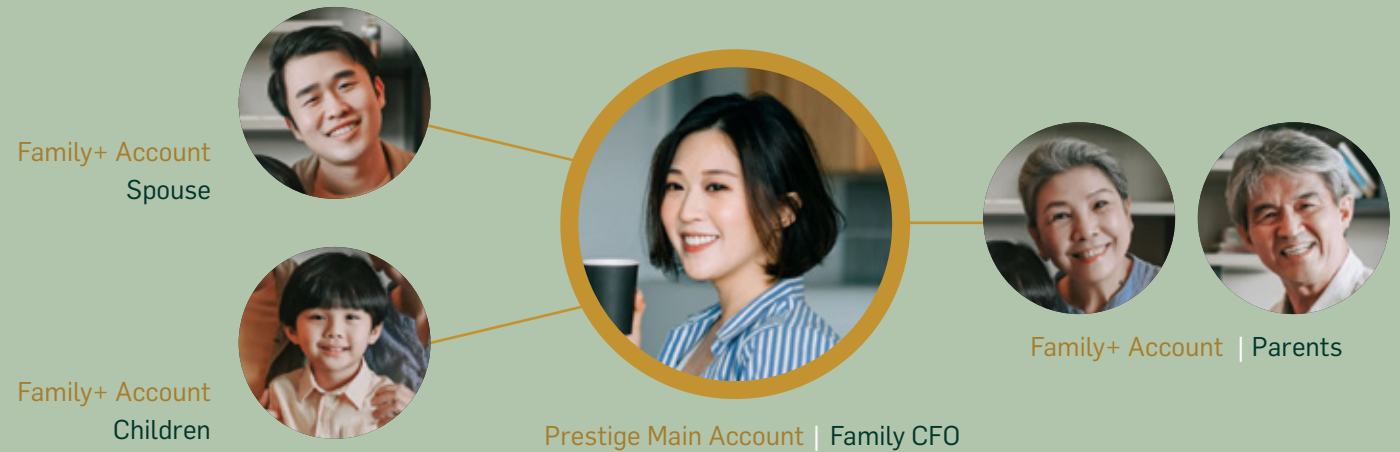 Family+ Account
Spouse
Family+ Account
Children
Prestige Main Account | Family CFO
Family+ Account | Parents